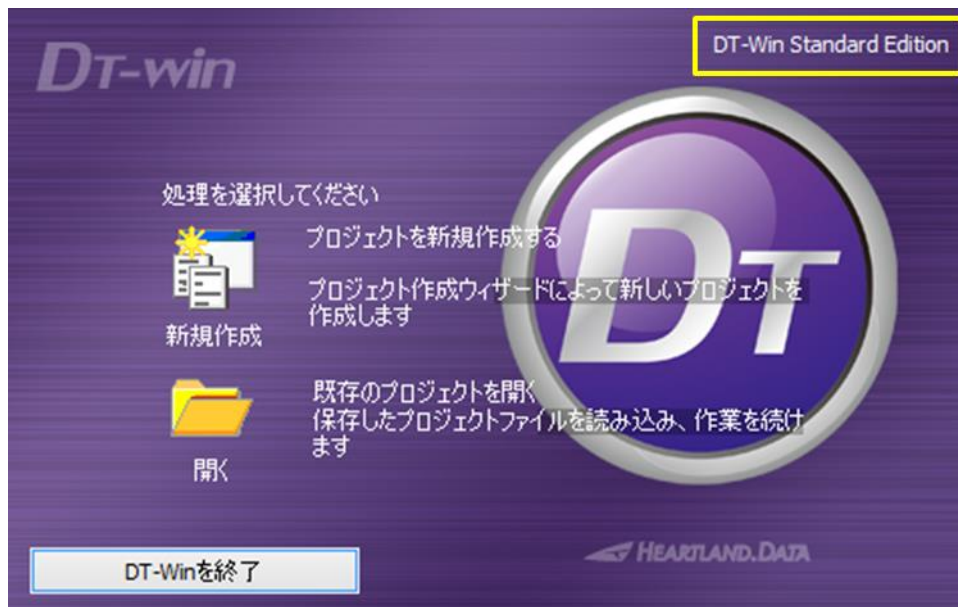 DT-win
DT-Win Standard Edition
処理を選択してください
プロジェクトを新規作成する
プロジェクト作成ウィザードによって新しいプロジェクトを
作成します
新規作成
DT
既存のプロジェクトを開く
保存したプロジェクトファイルを読み込み、作業を続け
ます
開く
HEARTLAND.DATA
DT-Winを終了